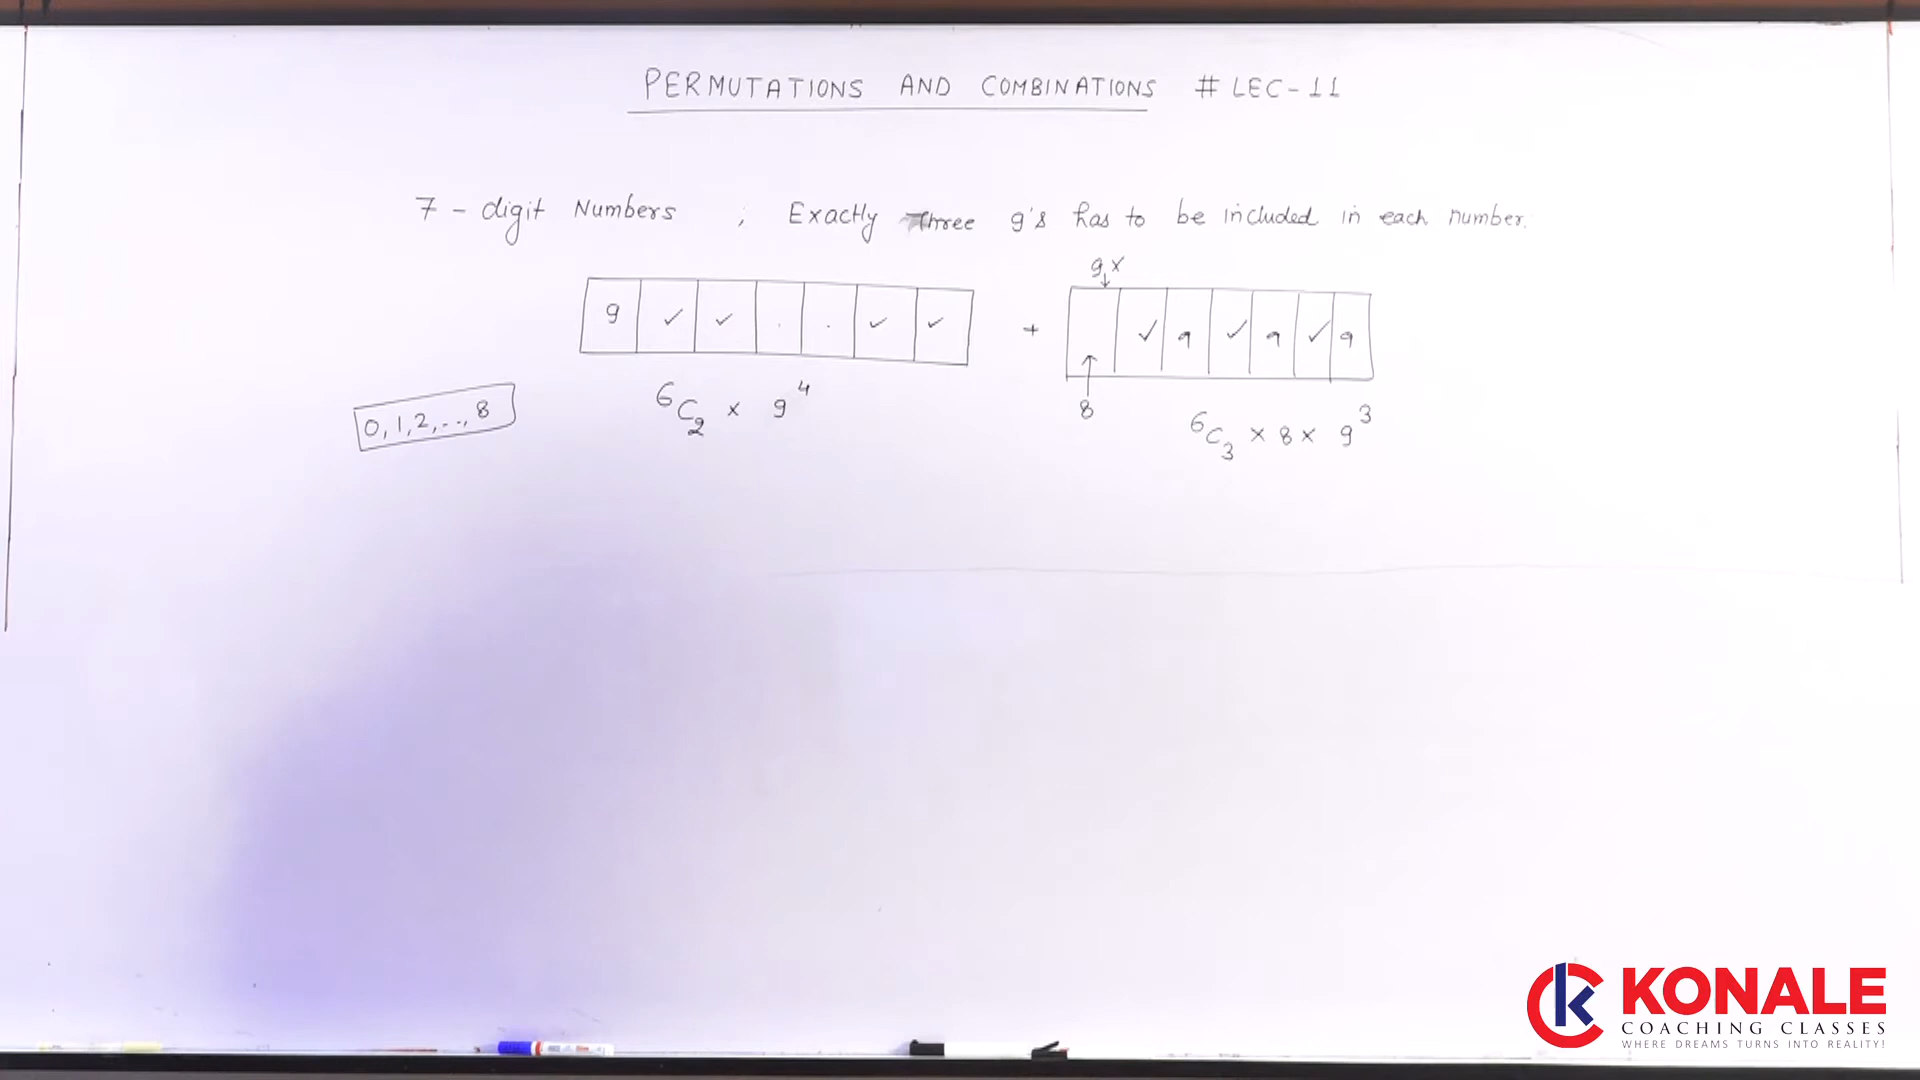 PERMUTATIONS AND COMBINATIONS # LEC-11
7-digit Numbers ; Exactly Three 9's has to be included in each number.
9 ✓ ✓ . . ✓ ✓ + ✓ 9 ✓ 9 ✓ 9
9 x
8
0, 1, 2, .., 8
6C2 x 9^4
6C3 x 8 x 9^3
KONALE
COACHING CLASSES
WHERE DREAMS TURNS INTO REALITY!